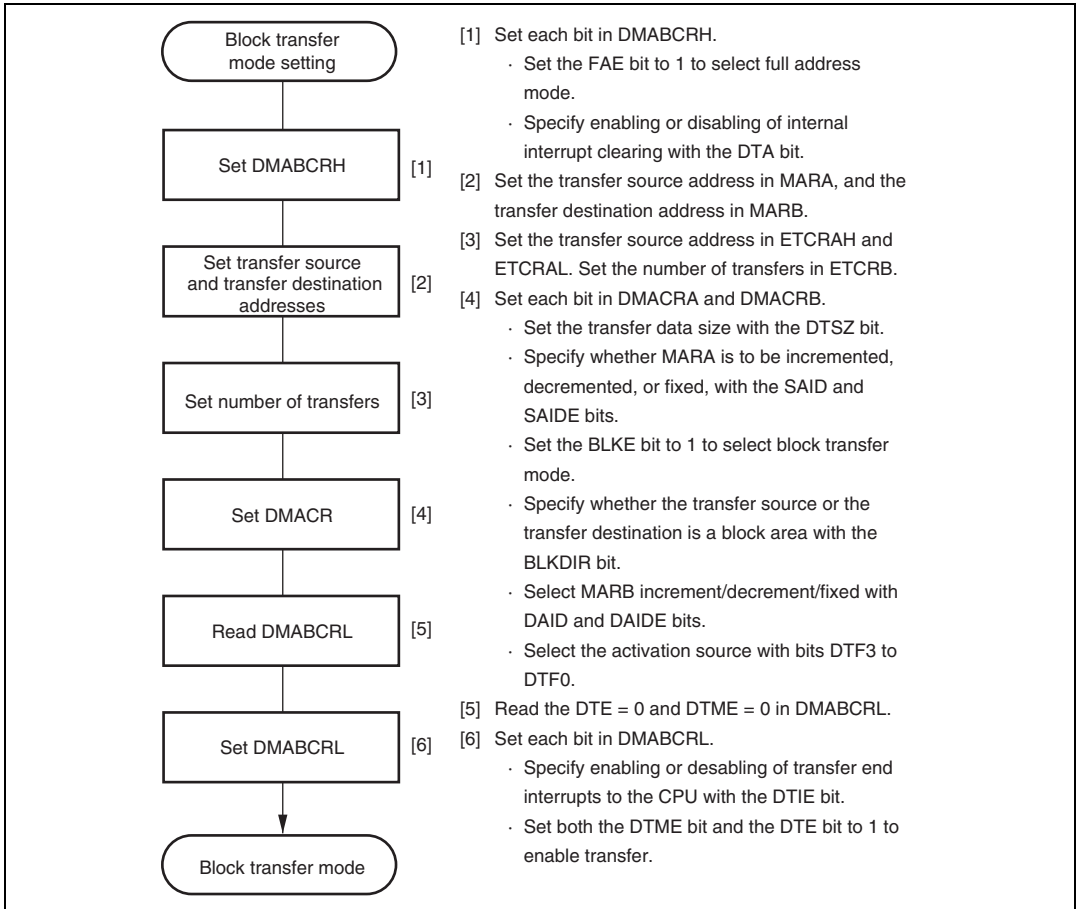 Block transfer
mode setting
Set DMABCRH
[1]
Set transfer source
and transfer destination
addresses
[2]
Set number of transfers
[3]
Set DMACR
[4]
Read DMABCRL
[5]
Set DMABCRL
[6]
Block transfer mode
[1] Set each bit in DMABCRH.
· Set the FAE bit to 1 to select full address
mode.
· Specify enabling or disabling of internal
interrupt clearing with the DTA bit.
[2] Set the transfer source address in MARA, and the
transfer destination address in MARB.
[3] Set the transfer source address in ETCRAH and
ETCRAL. Set the number of transfers in ETCRB.
[4] Set each bit in DMACRA and DMACRB.
· Set the transfer data size with the DTSZ bit.
· Specify whether MARA is to be incremented,
decremented, or fixed, with the SAID and
SAIDE bits.
· Set the BLKE bit to 1 to select block transfer
mode.
· Specify whether the transfer source or the
transfer destination is a block area with the
BLKDIR bit.
· Select MARB increment/decrement/fixed with
DAID and DAIDE bits.
· Select the activation source with bits DTF3 to
DTF0.
[5] Read the DTE = 0 and DTME = 0 in DMABCRL.
[6] Set each bit in DMABCRL.
· Specify enabling or desabling of transfer end
interrupts to the CPU with the DTIE bit.
· Set both the DTME bit and the DTE bit to 1 to
enable transfer.